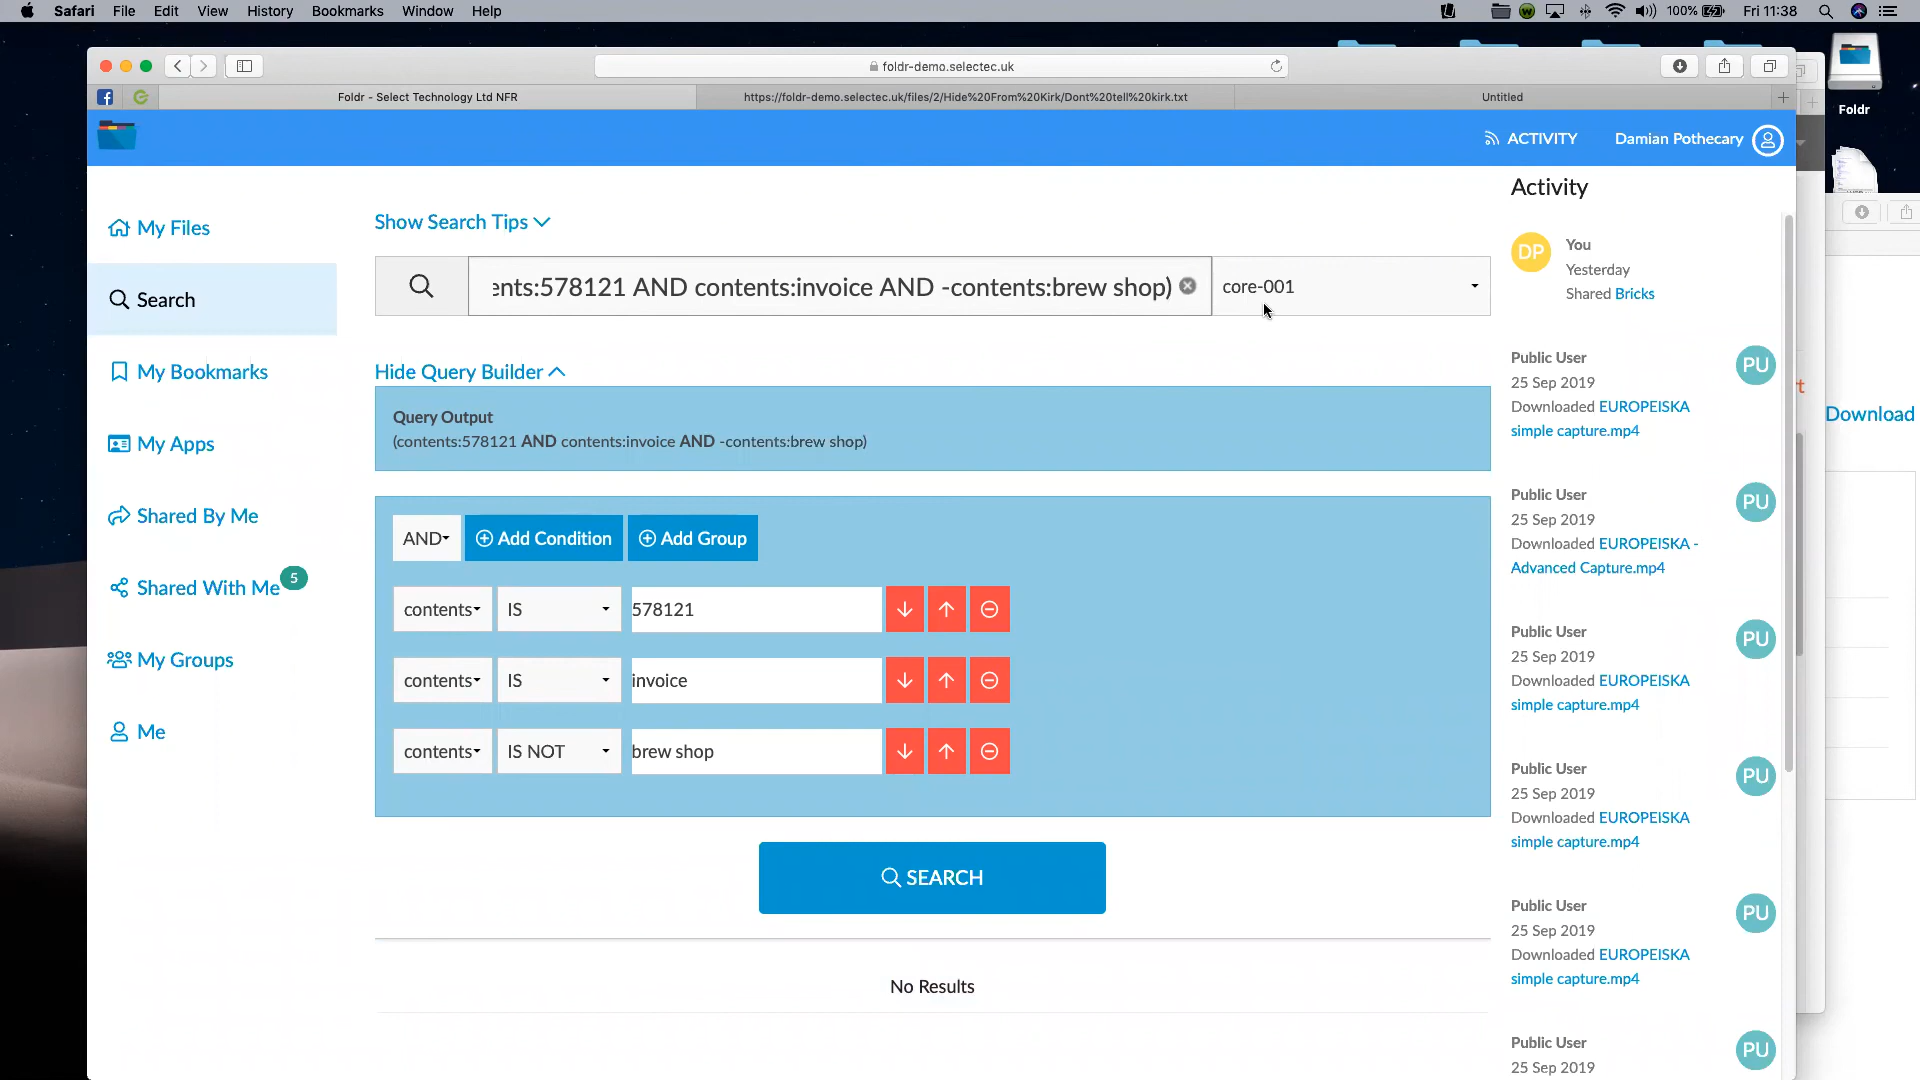 Safari File Edit View History Bookmarks Window Help 100% Fri 11:38
foldr-demo.selectec.uk
Foldr - Select Technology Ltd NFR
https://foldr-demo.selectec.uk/files/2/Hide%20From%20Kirk/Dont%20tell%20kirk.txt
Untitled
Foldr
ACTIVITY
Damian Pothecary
My Files
Search
My Bookmarks
My Apps
Shared By Me
Shared With Me 5
My Groups
Me
Show Search Tips
ents:578121 AND contents:invoice AND -contents:brew shop)
core-001
Hide Query Builder
Query Output
(contents:578121 AND contents:invoice AND -contents:brew shop)
AND Add Condition Add Group
contents IS 578121
contents IS invoice
contents IS NOT brew shop
SEARCH
No Results
Activity
DP
You
Yesterday
Shared Bricks
Public User
PU
25 Sep 2019
Downloaded EUROPEISKA
simple capture.mp4
Public User
PU
25 Sep 2019
Downloaded EUROPEISKA -
Advanced Capture.mp4
Public User
PU
25 Sep 2019
Downloaded EUROPEISKA
simple capture.mp4
Public User
PU
25 Sep 2019
Downloaded EUROPEISKA
simple capture.mp4
Public User
PU
25 Sep 2019
Downloaded EUROPEISKA
simple capture.mp4
Public User
PU
25 Sep 2019
t
Download